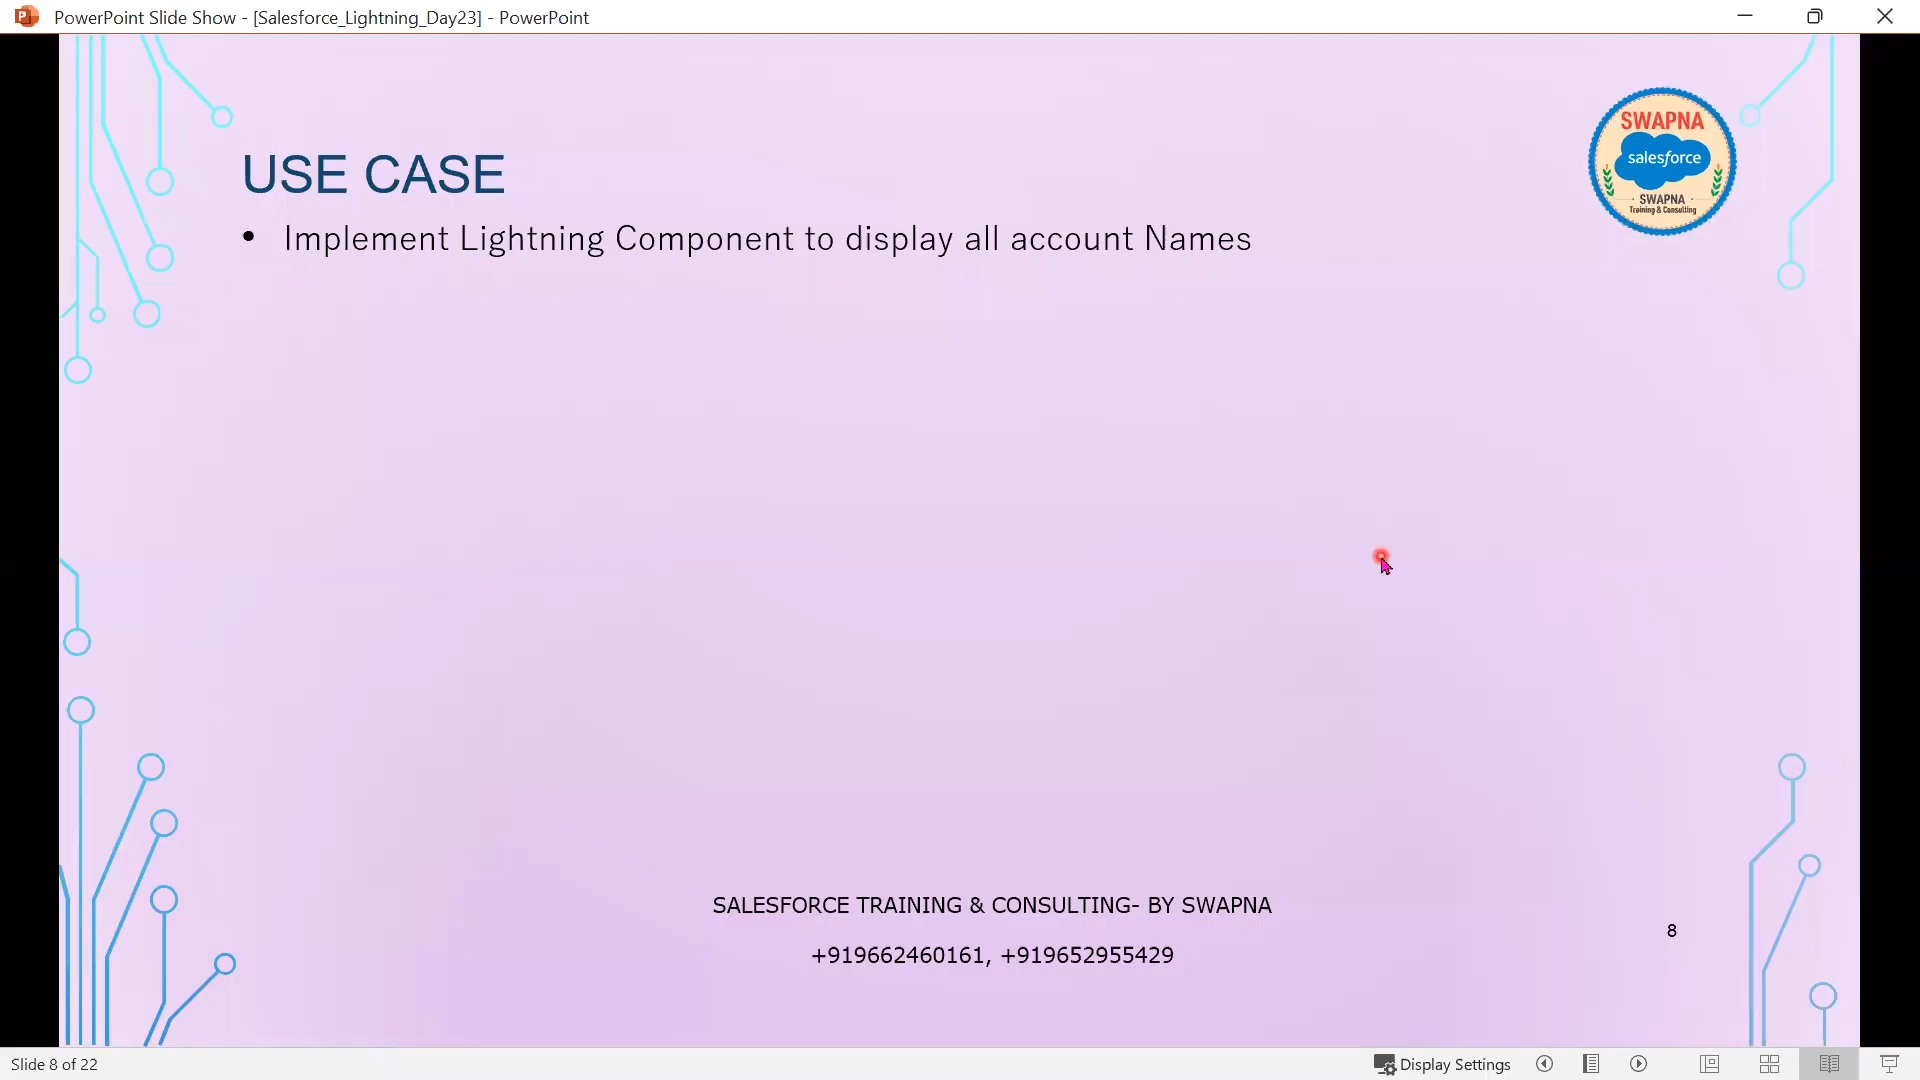 PowerPoint Slide Show - [Salesforce_Lightning_Day23] - PowerPoint
SWAPNA
salesforce
· SWAPNA ·
Training & Consulting
USE CASE
• Implement Lightning Component to display all account Names
SALESFORCE TRAINING & CONSULTING- BY SWAPNA
8
+919662460161, +919652955429
Slide 8 of 22
Display Settings